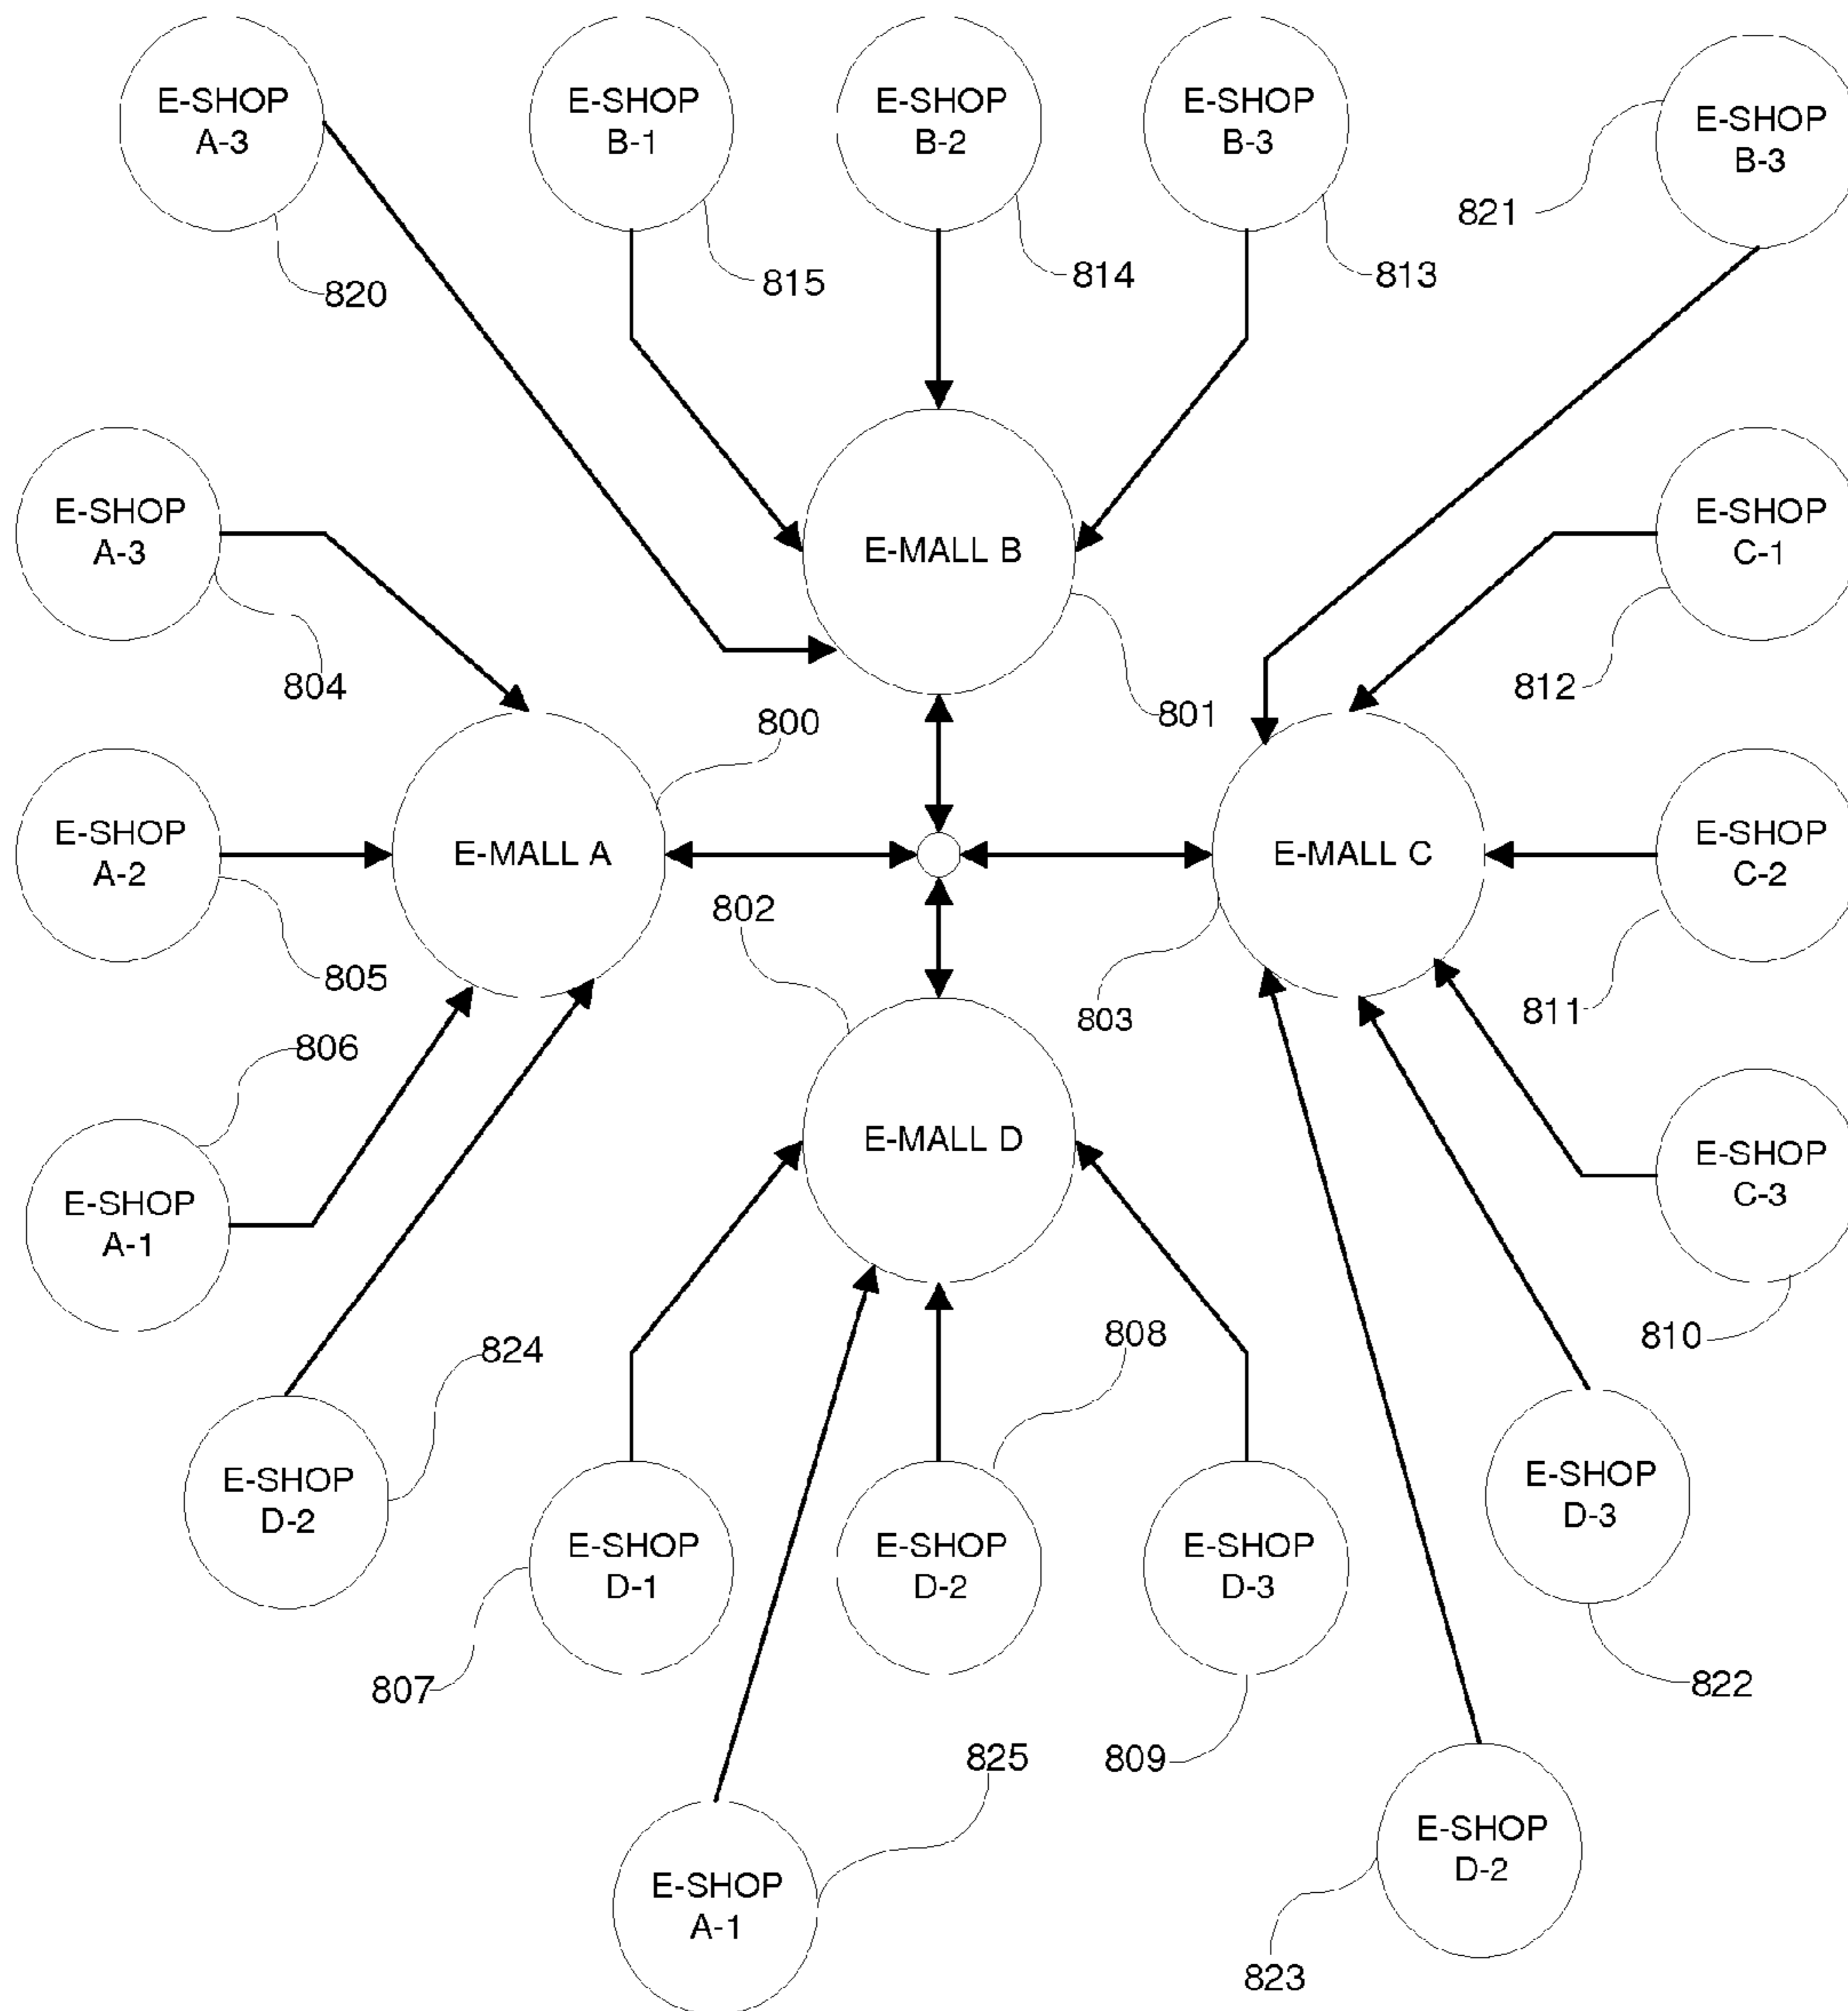 E-SHOP
A-3
820
E-SHOP
B-1
815
E-SHOP
B-2
814
E-SHOP
B-3
813
E-SHOP
B-3
821
E-SHOP
A-3
804
E-MALL B
801
E-SHOP
C-1
812
E-SHOP
A-2
805
E-MALL A
800
E-MALL C
803
E-SHOP
C-2
811
802
E-MALL D
806
E-SHOP
A-1
E-SHOP
C-3
810
824
E-SHOP
D-2
808
E-SHOP
D-1
807
E-SHOP
D-2
E-SHOP
D-3
809
E-SHOP
D-3
822
825
E-SHOP
A-1
E-SHOP
D-2
823